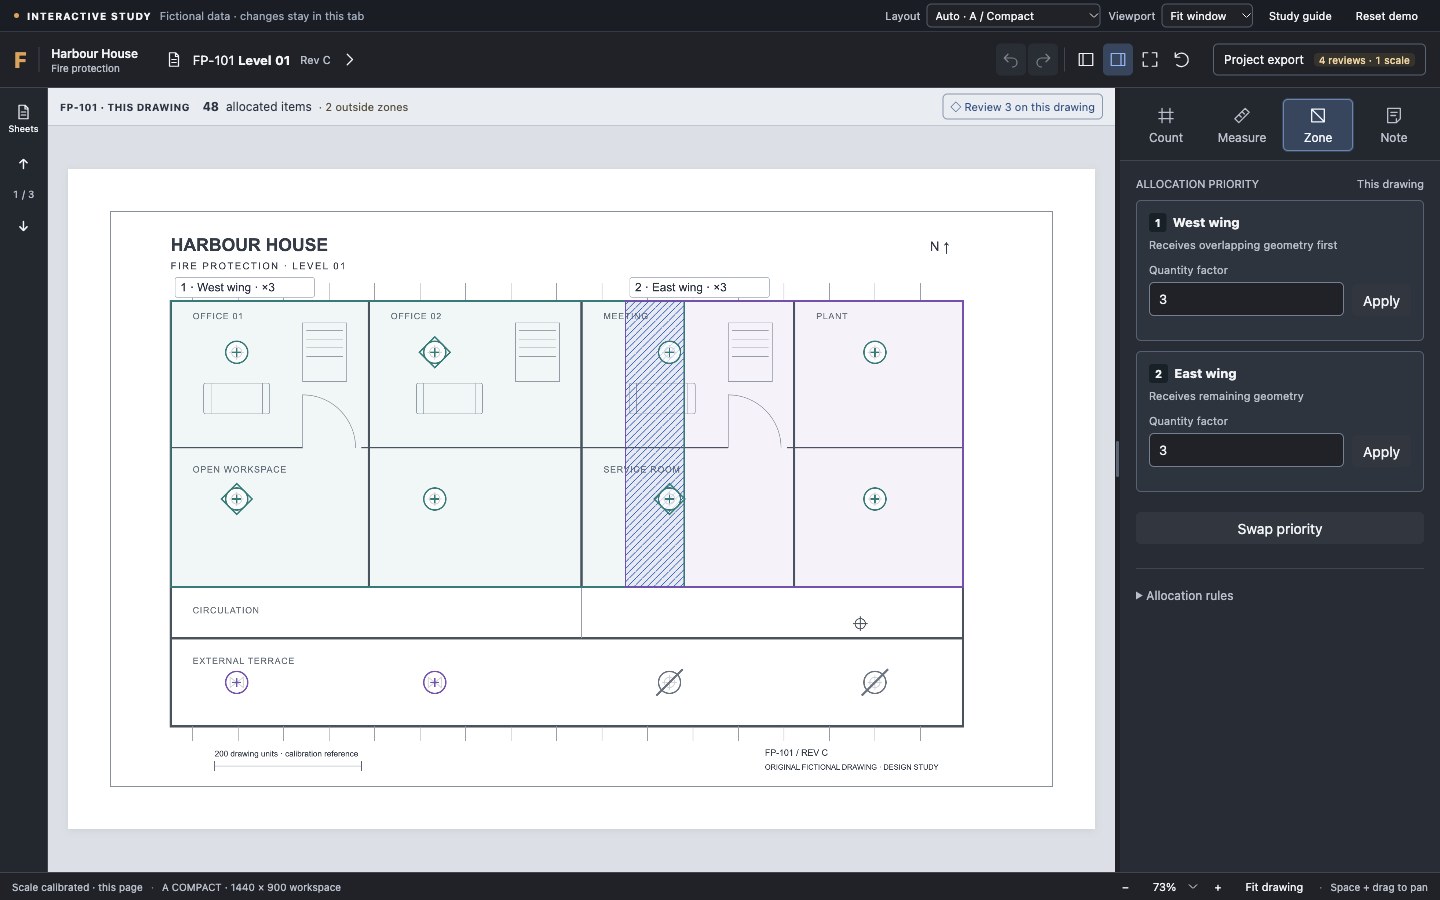 INTERACTIVE STUDY Fictional data · changes stay in this tab Layout Auto · A / Compact Viewport Fit window Study guide Reset demo
F Harbour House
Fire protection
FP-101 Level 01 Rev C
Project export 4 reviews · 1 scale
Sheets
1 / 3
FP-101 · THIS DRAWING 48 allocated items · 2 outside zones
Review 3 on this drawing
HARBOUR HOUSE
FIRE PROTECTION · LEVEL 01
N ↑
1 · West wing · ×3
2 · East wing · ×3
OFFICE 01 OFFICE 02 MEETING PLANT
OPEN WORKSPACE SERVICE ROOM
CIRCULATION
EXTERNAL TERRACE
200 drawing units · calibration reference
FP-101 / REV C
ORIGINAL FICTIONAL DRAWING · DESIGN STUDY
Count Measure Zone Note
ALLOCATION PRIORITY This drawing
1 West wing
Receives overlapping geometry first
Quantity factor
3 Apply
2 East wing
Receives remaining geometry
Quantity factor
3 Apply
Swap priority
Allocation rules
Scale calibrated · this page · A COMPACT · 1440 × 900 workspace
− 73% + Fit drawing · Space + drag to pan